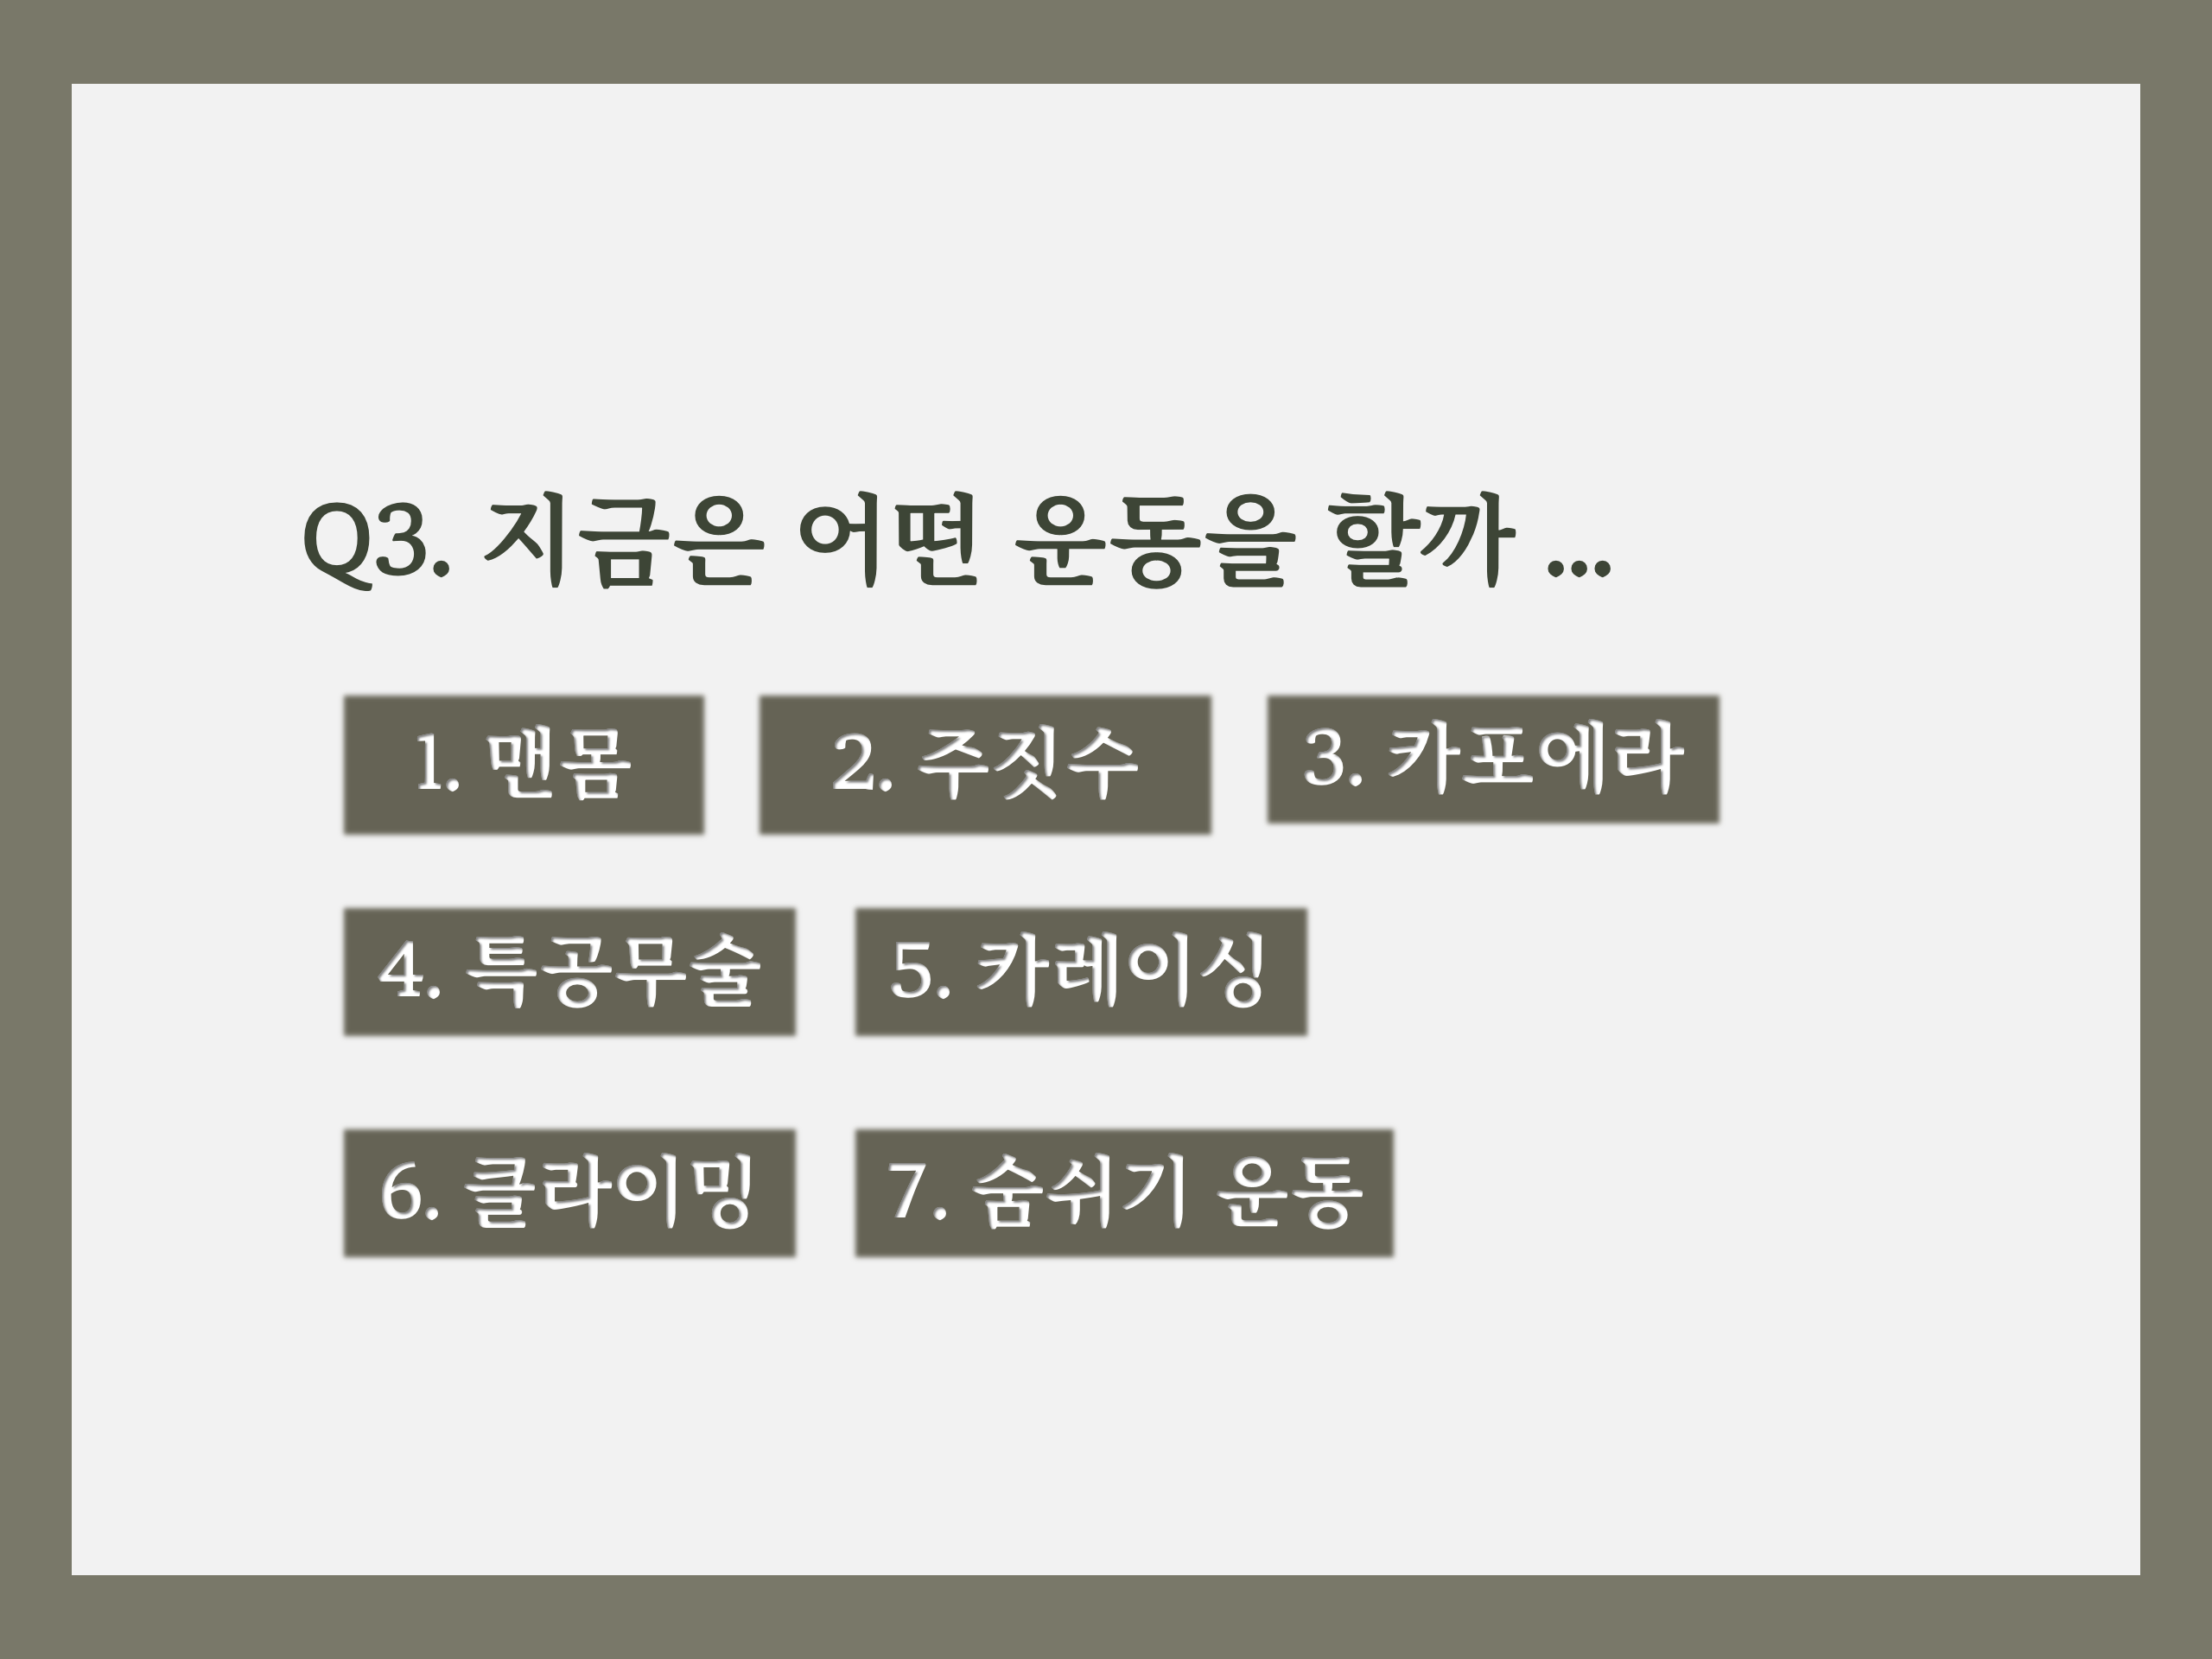 Q3. 지금은 어떤 운동을 할까 ...
1. 맨몸 2. 주짓수 3. 카포에라
4. 특공무술 5. 카레이싱
6. 클라이밍 7. 숨쉬기 운동